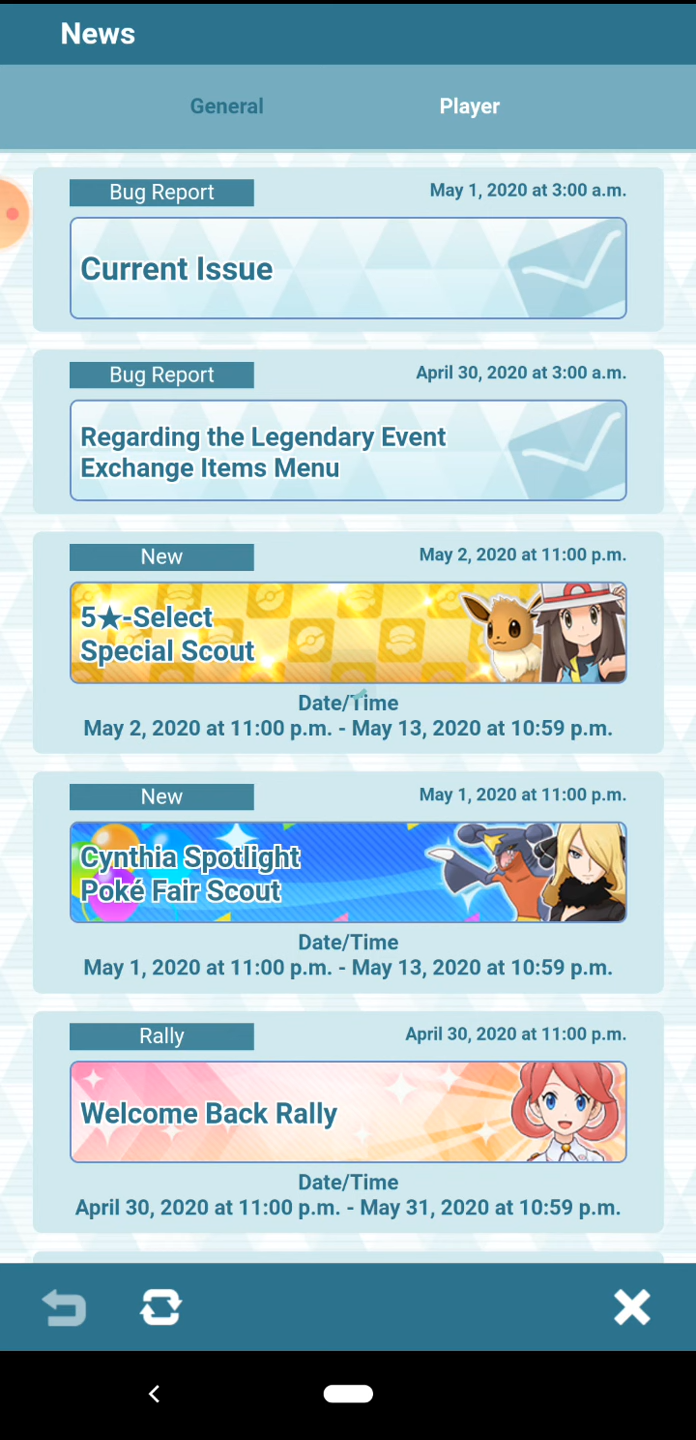 News
General
Player
Bug Report
May 1, 2020 at 3:00 a.m.
Current Issue
Bug Report
April 30, 2020 at 3:00 a.m.
Regarding the Legendary Event
Exchange Items Menu
New
May 2, 2020 at 11:00 p.m.
5★-Select
Special Scout
Date/Time
May 2, 2020 at 11:00 p.m. - May 13, 2020 at 10:59 p.m.
New
May 1, 2020 at 11:00 p.m.
Cynthia Spotlight
Poké Fair Scout
Date/Time
May 1, 2020 at 11:00 p.m. - May 13, 2020 at 10:59 p.m.
Rally
April 30, 2020 at 11:00 p.m.
Welcome Back Rally
Date/Time
April 30, 2020 at 11:00 p.m. - May 31, 2020 at 10:59 p.m.